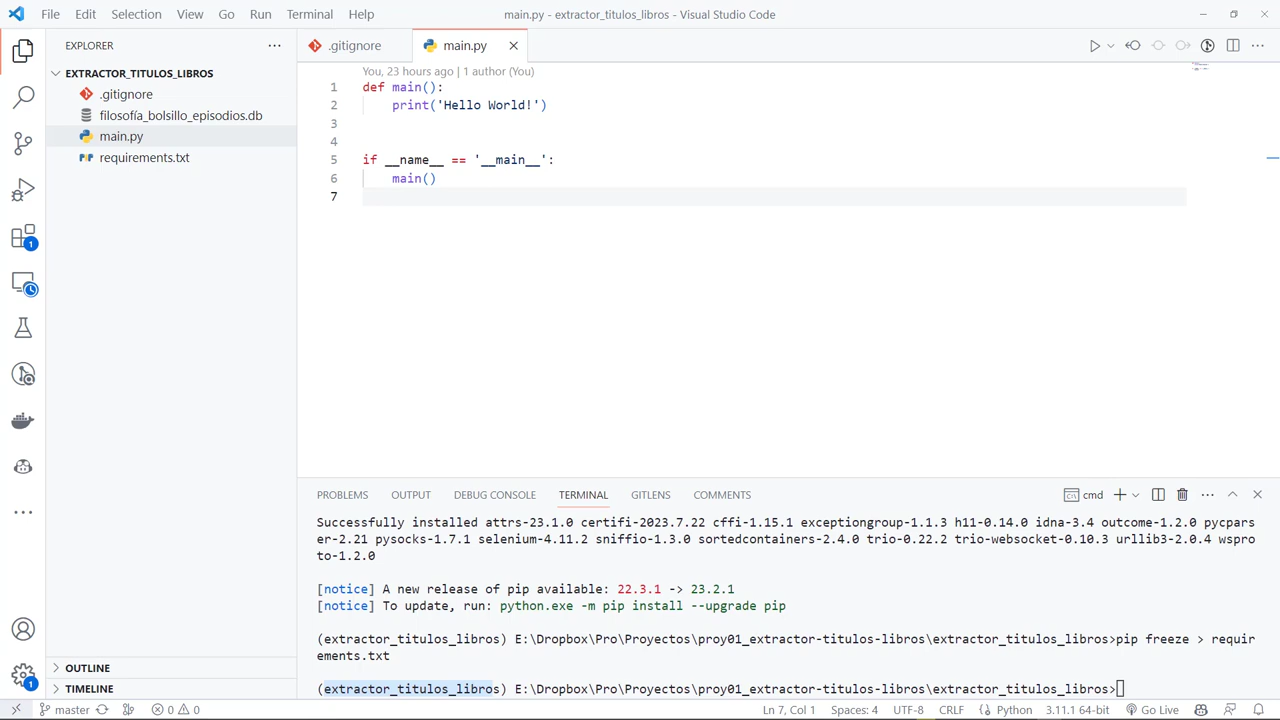 File Edit Selection View Go Run Terminal Help
main.py - extractor_titulos_libros - Visual Studio Code
EXPLORER
EXTRACTOR_TITULOS_LIBROS
.gitignore
filosofía_bolsillo_episodios.db
main.py
requirements.txt
OUTLINE
TIMELINE
1
1
.gitignore
main.py
You, 23 hours ago | 1 author (You)
1 def main():
2 print('Hello World!')
3
4
5 if __name__ == '__main__':
6 main()
7
PROBLEMS OUTPUT DEBUG CONSOLE TERMINAL GITLENS COMMENTS
cmd
Successfully installed attrs-23.1.0 certifi-2023.7.22 cffi-1.15.1 exceptiongroup-1.1.3 h11-0.14.0 idna-3.4 outcome-1.2.0 pycpars
er-2.21 pysocks-1.7.1 selenium-4.11.2 sniffio-1.3.0 sortedcontainers-2.4.0 trio-0.22.2 trio-websocket-0.10.3 urllib3-2.0.4 wspro
to-1.2.0
[notice] A new release of pip available: 22.3.1 -> 23.2.1
[notice] To update, run: python.exe -m pip install --upgrade pip
(extractor_titulos_libros) E:\Dropbox\Pro\Proyectos\proy01_extractor-titulos-libros\extractor_titulos_libros>pip freeze > requir
ements.txt
(extractor_titulos_libros) E:\Dropbox\Pro\Proyectos\proy01_extractor-titulos-libros\extractor_titulos_libros>
master 0 0 Ln 7, Col 1 Spaces: 4 UTF-8 CRLF Python 3.11.1 64-bit Go Live